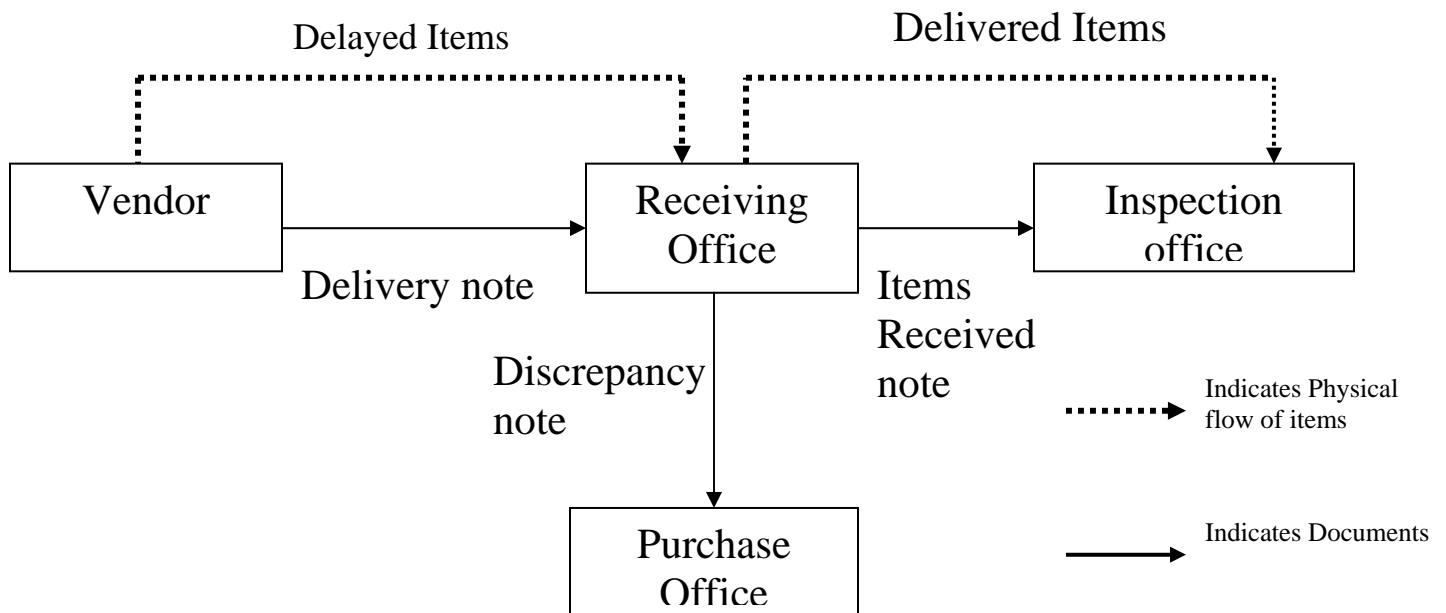 Delayed Items
Delivered Items
Vendor
Receiving
Office
Inspection
office
Delivery note
Items
Received
note
Discrepancy
note
Indicates Physical
flow of items
Purchase
Office
Indicates Documents